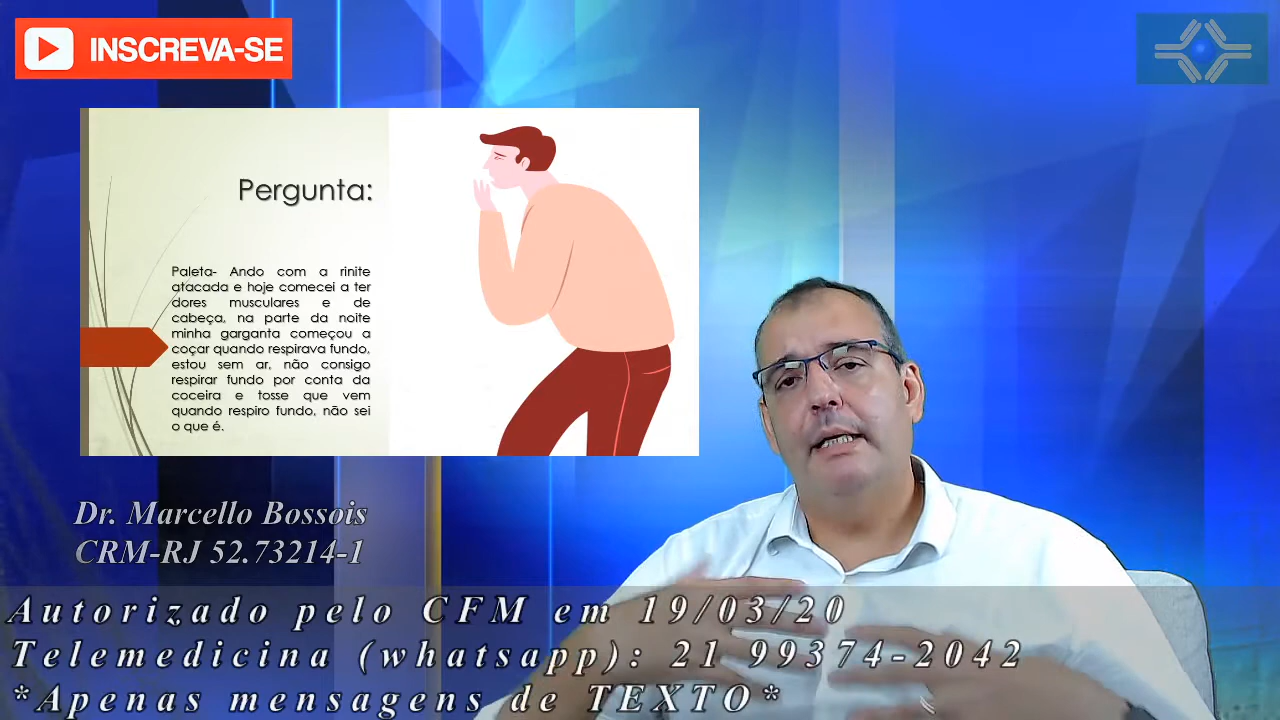 INSCREVA-SE
Pergunta:
Paleta- Ando com a rinite
atacada e hoje comecei a ter
dores musculares e de
cabeça, na parte da noite
minha garganta começou a
coçar quando respirava fundo,
estou sem ar, não consigo
respirar fundo por conta da
coceira e tosse que vem
quando respiro fundo, não sei
o que é.
Dr. Marcello Bossois
CRM-RJ 52.73214-1
Autorizado pelo CFM em 19/03/20
Telemedicina (whatsapp): 21 99374-2042
*Apenas mensagens de TEXTO*